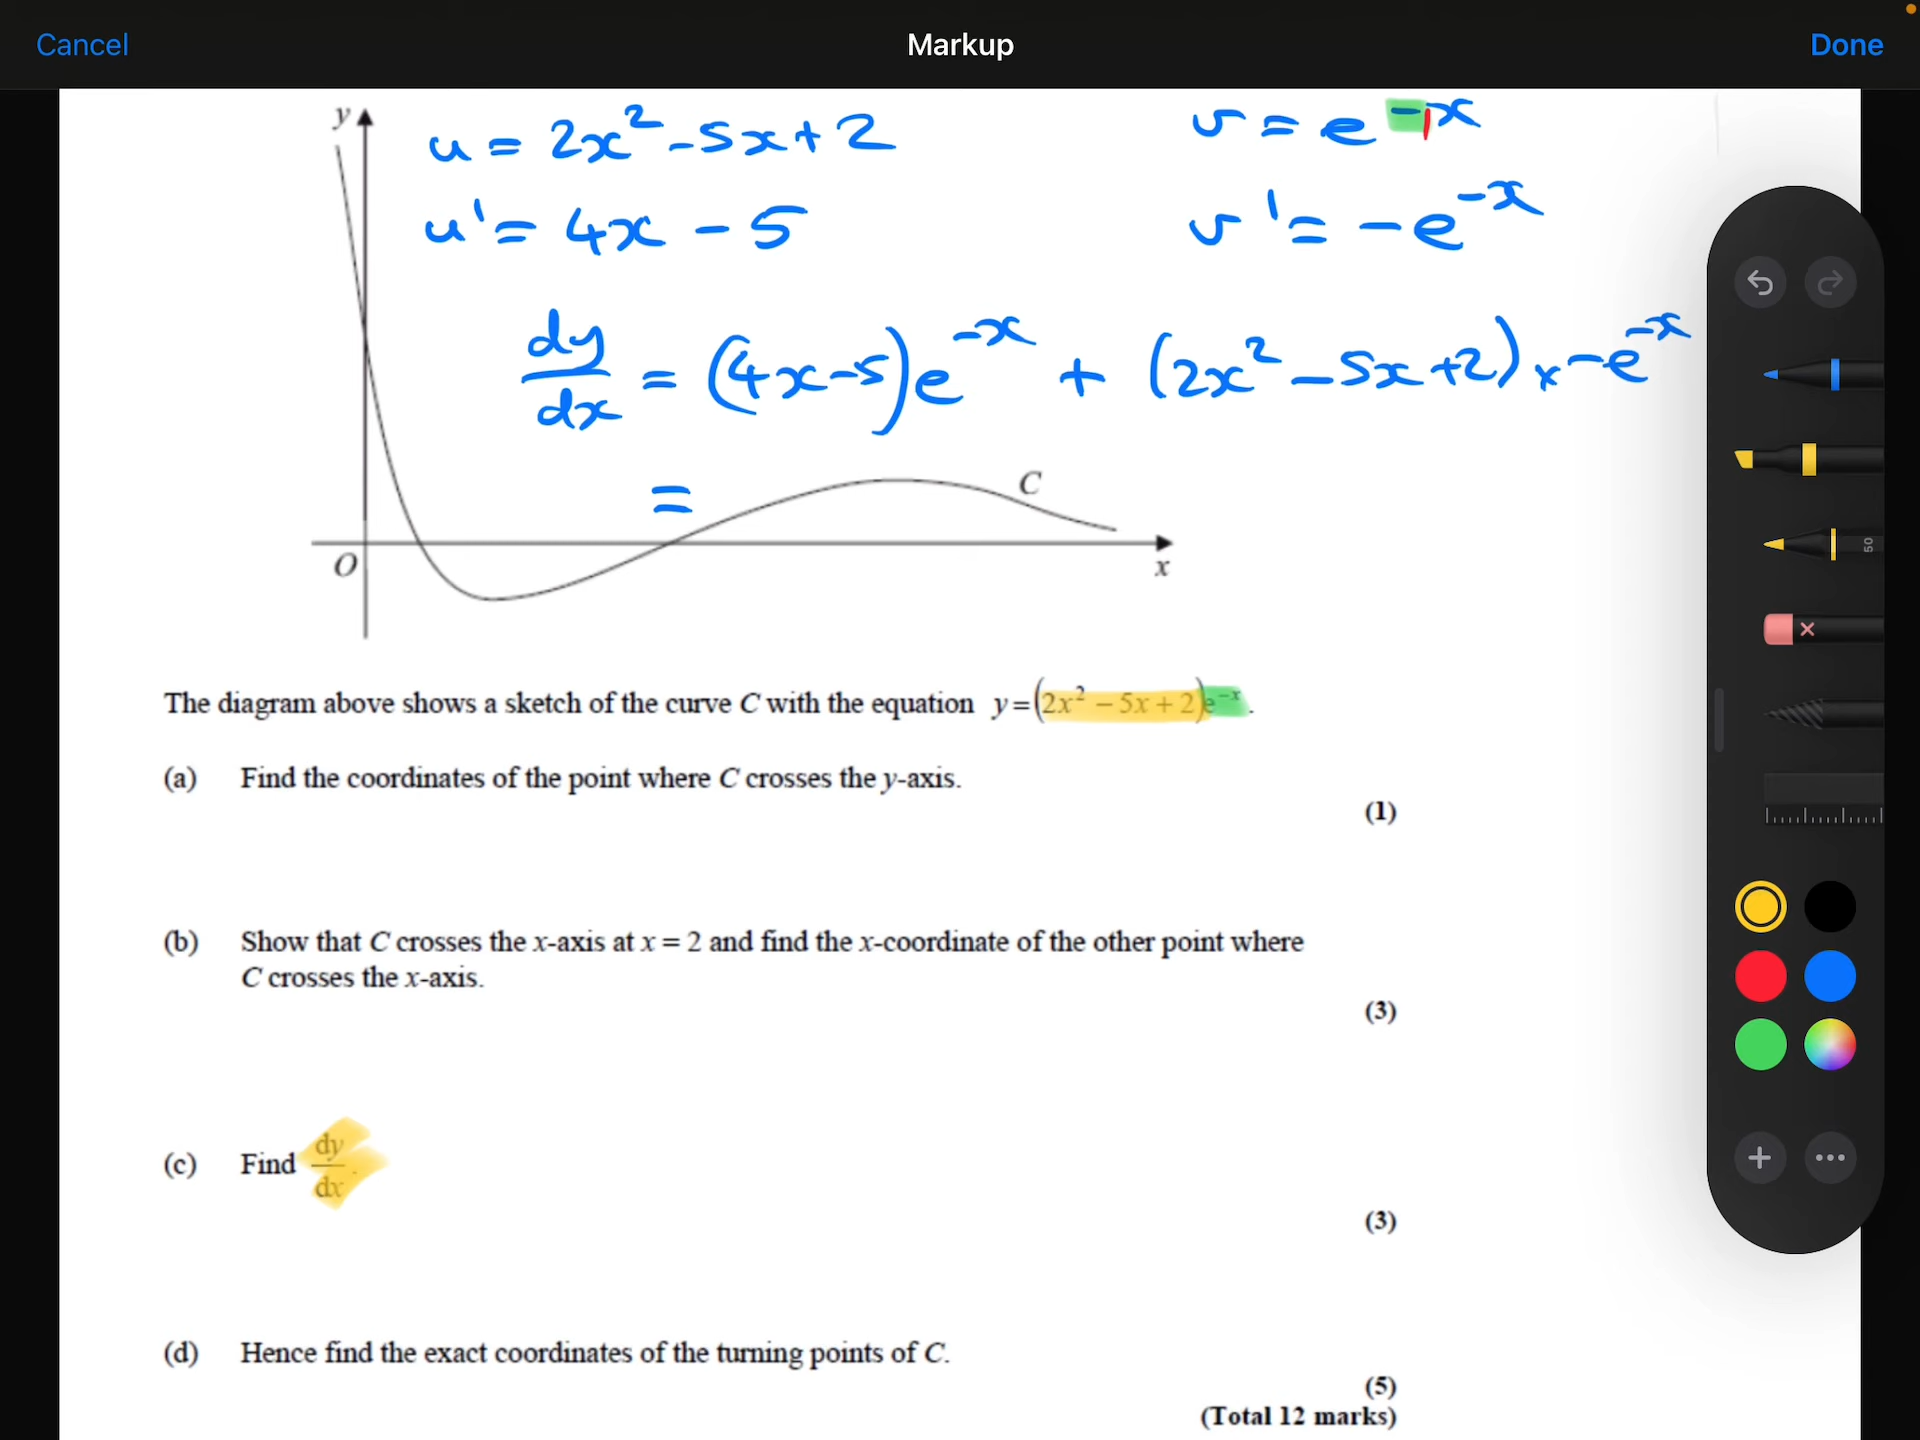 Cancel Markup Done
y
u = 2x² - 5x + 2 v = e^{-1x}
u' = 4x - 5 v' = -e^{-x}
dy/dx = (4x-5)e^{-x} + (2x² - 5x + 2) x -e^{-x}
=
C
O
x
50
The diagram above shows a sketch of the curve C with the equation y = (2x² – 5x + 2)e^{-x}.
(a) Find the coordinates of the point where C crosses the y-axis.
(1)
(b) Show that C crosses the x-axis at x = 2 and find the x-coordinate of the other point where
C crosses the x-axis.
(3)
(c) Find dy/dx.
(3)
(d) Hence find the exact coordinates of the turning points of C.
(5)
(Total 12 marks)